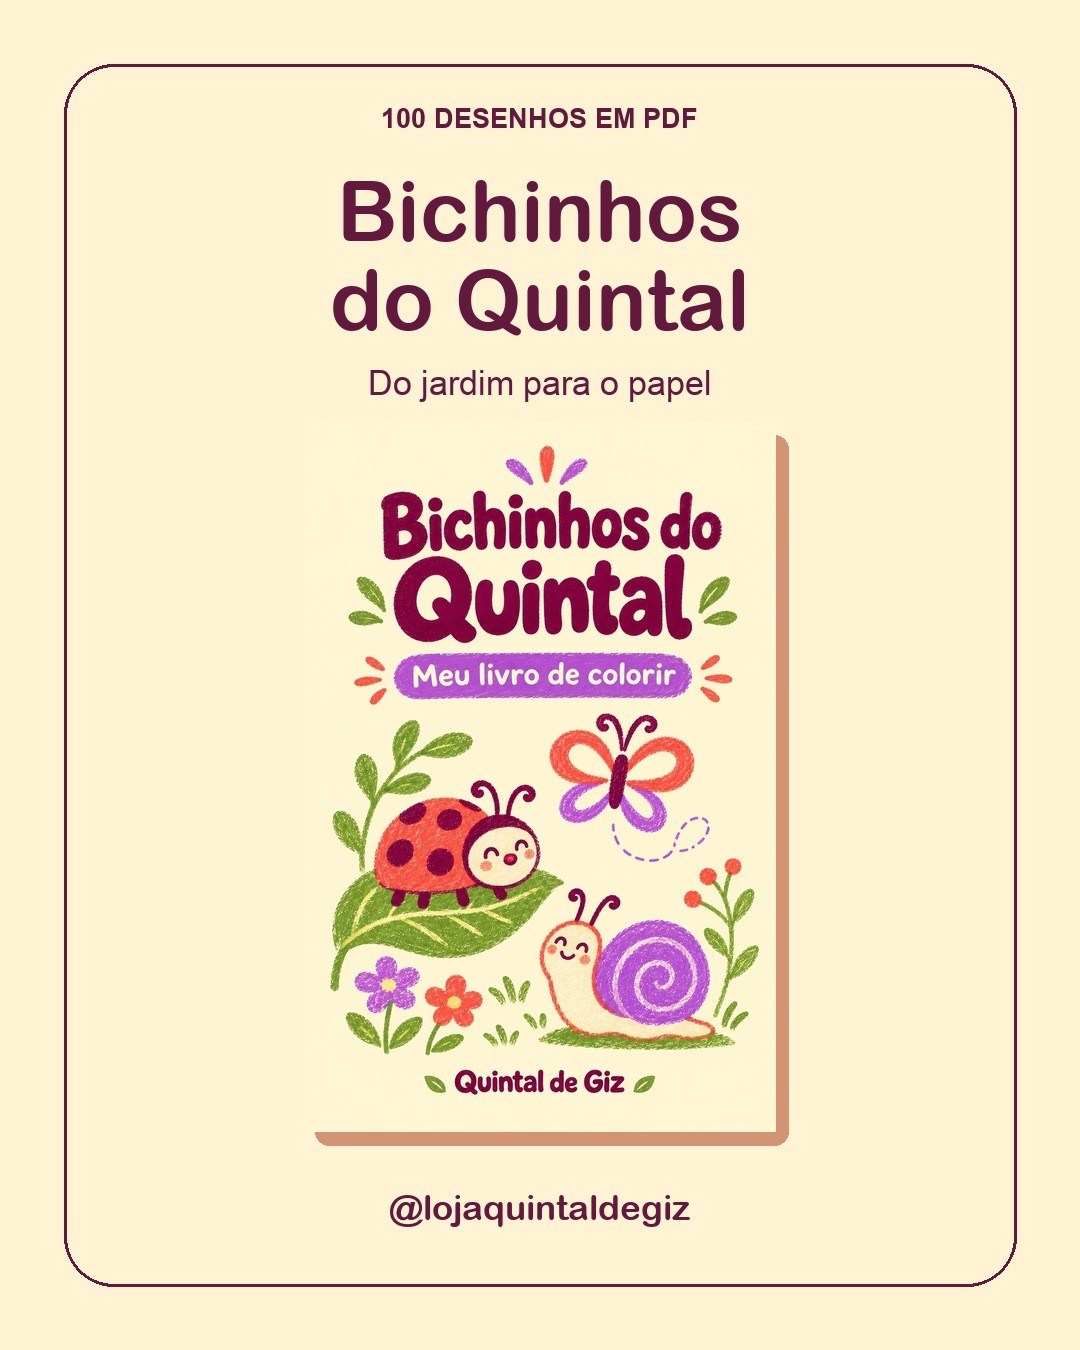 100 DESENHOS EM PDF
Bichinhos
do Quintal
Do jardim para o papel
Bichinhos do
Quintal
Meu livro de colorir
Quintal de Giz
@lojaquintaldegiz